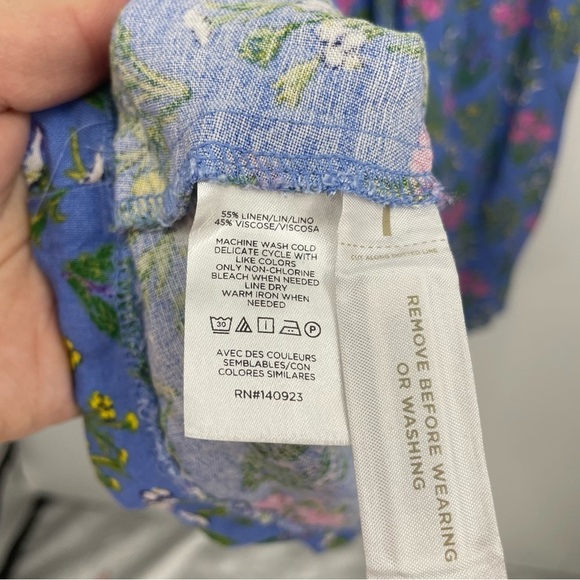 55% LINEN/LIN/LINO
45% VISCOSE/VISCOSA
MACHINE WASH COLD
DELICATE CYCLE WITH
LIKE COLORS
ONLY NON-CHLORINE
BLEACH WHEN NEEDED
LINE DRY
WARM IRON WHEN
NEEDED
30 P
AVEC DES COULEURS
SEMBLABLES/CON
COLORES SIMILARES
RN#140923
CUT ALONG DOTTED LINE
REMOVE BEFORE WEARING
OR WASHING